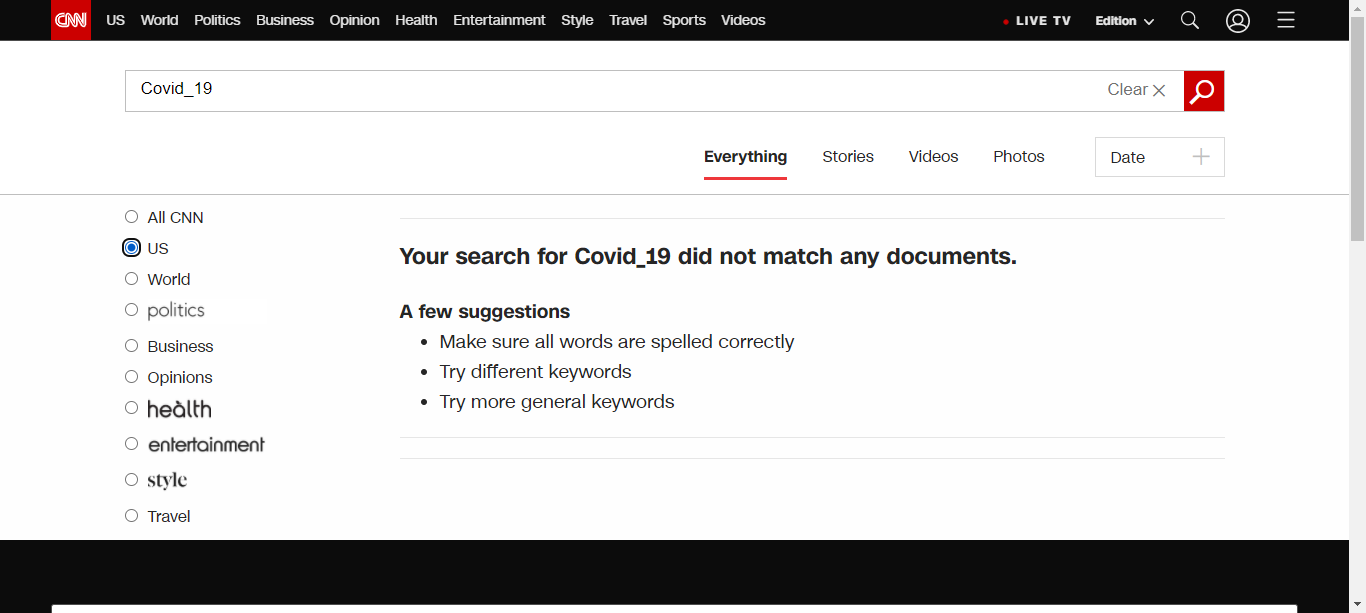 CNN US World Politics Business Opinion Health Entertainment Style Travel Sports Videos LIVE TV Edition
Covid_19 Clear
Everything Stories Videos Photos Date
All CNN
US
World
politics
Business
Opinions
health
entertainment
style
Travel
Your search for Covid_19 did not match any documents.
A few suggestions
Make sure all words are spelled correctly
Try different keywords
Try more general keywords